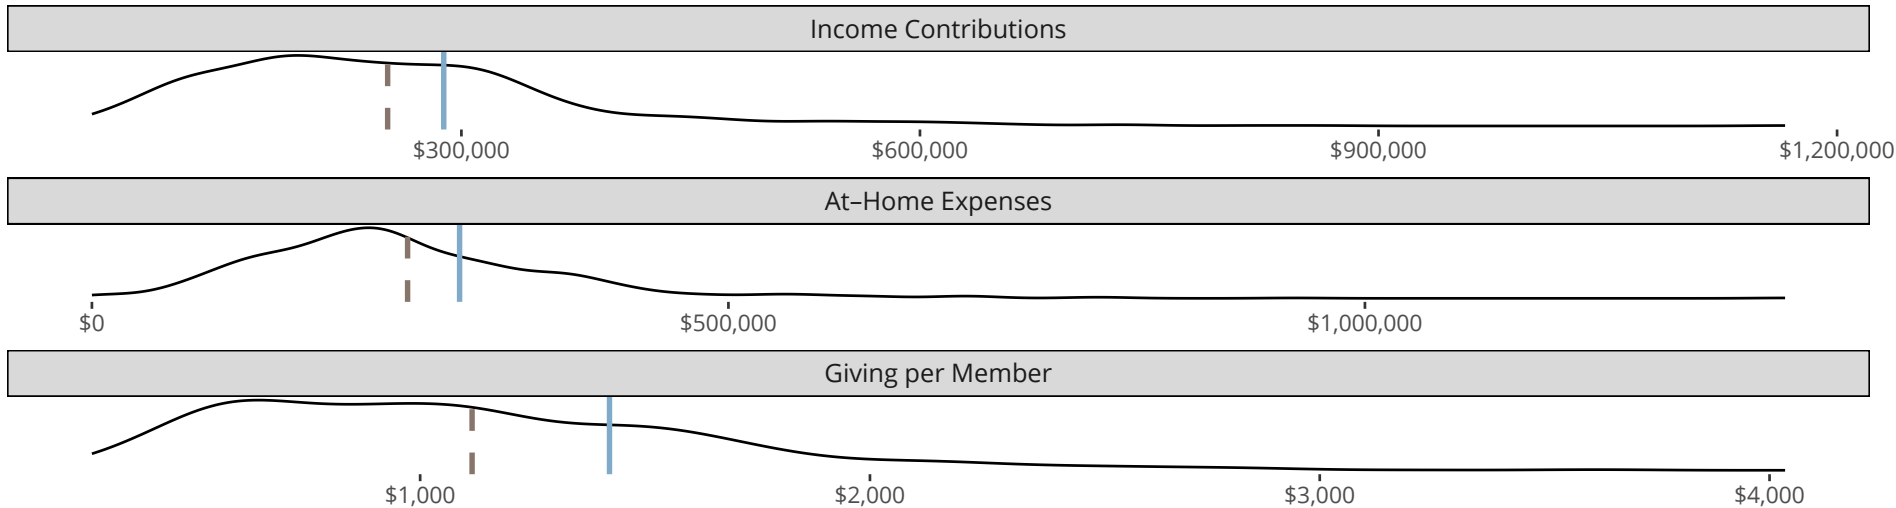 Income Contributions
$300,000 $600,000 $900,000 $1,200,000
At–Home Expenses
$0 $500,000 $1,000,000
Giving per Member
$1,000 $2,000 $3,000 $4,000